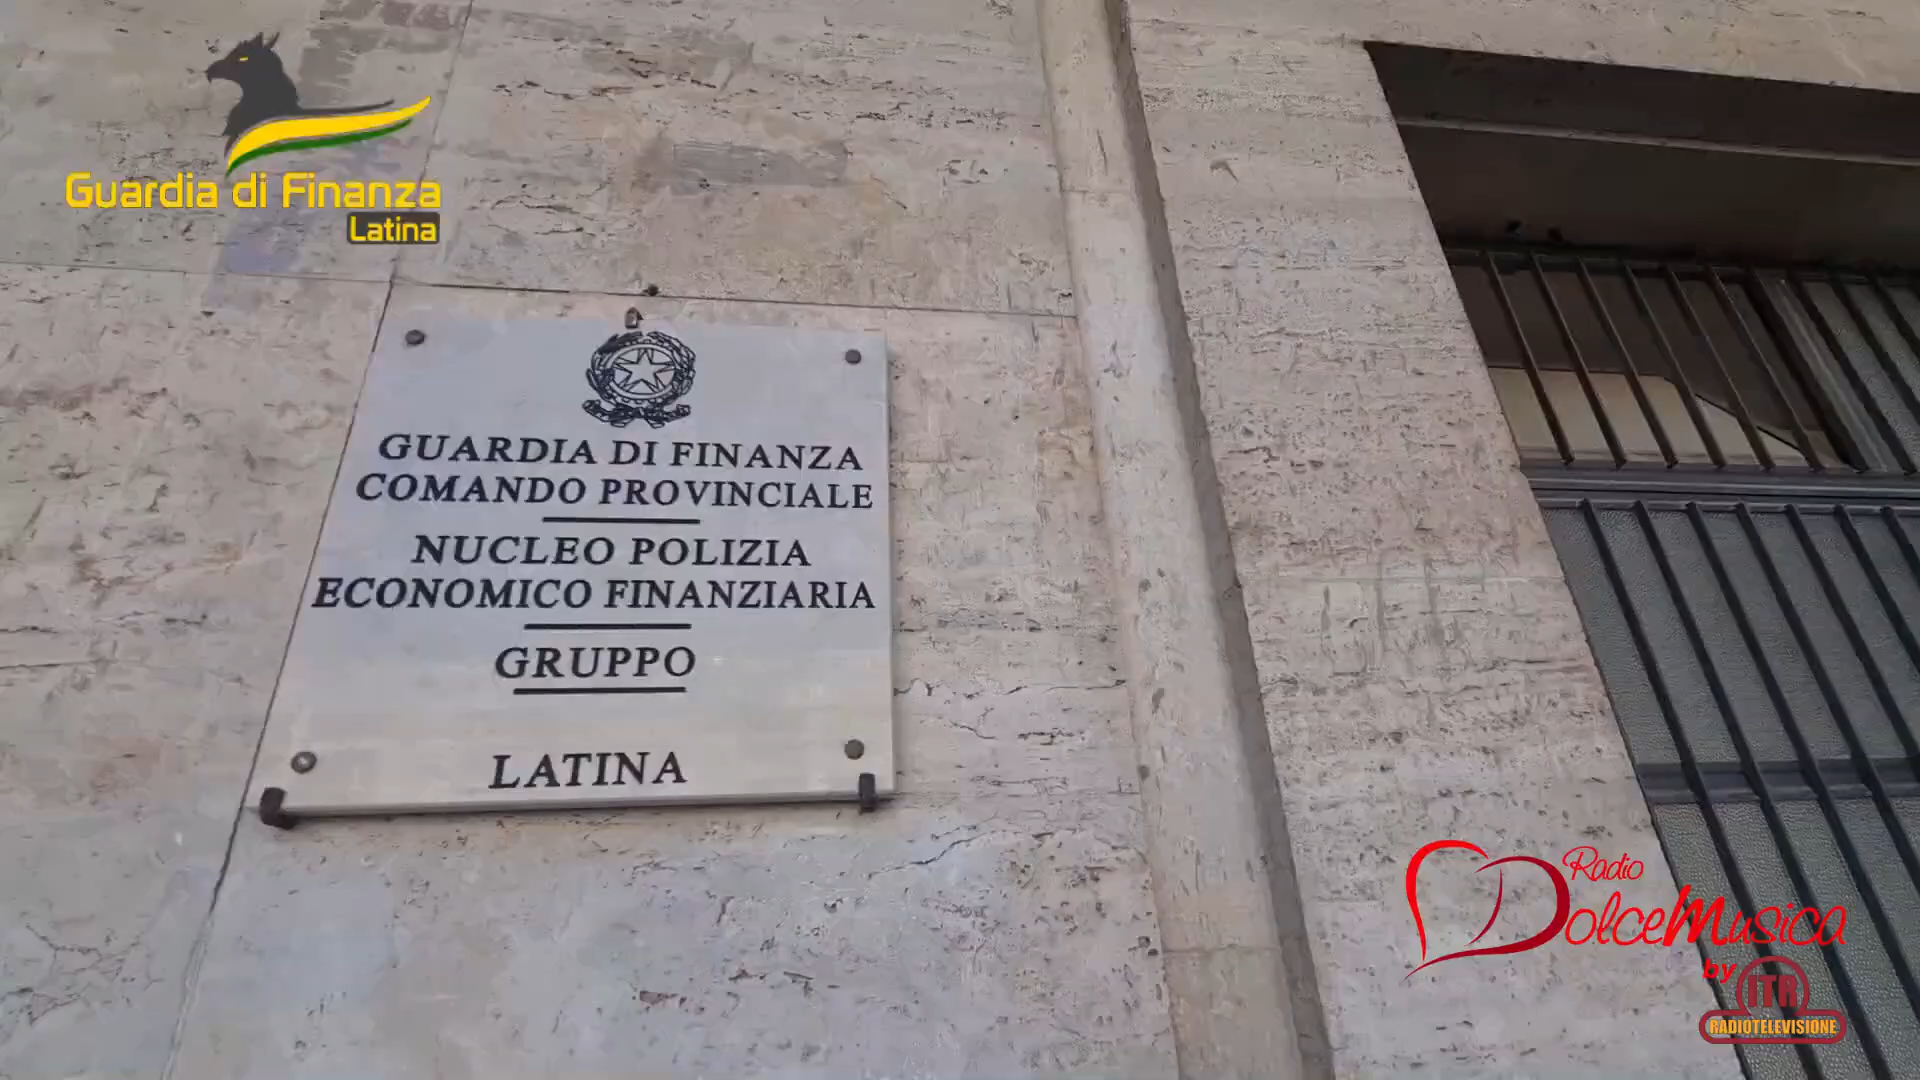 Guardia di Finanza
Latina
GUARDIA DI FINANZA
COMANDO PROVINCIALE
NUCLEO POLIZIA
ECONOMICO FINANZIARIA
GRUPPO
LATINA
Radio
DolceMusica
by ITR
RADIOTELEVISIONE